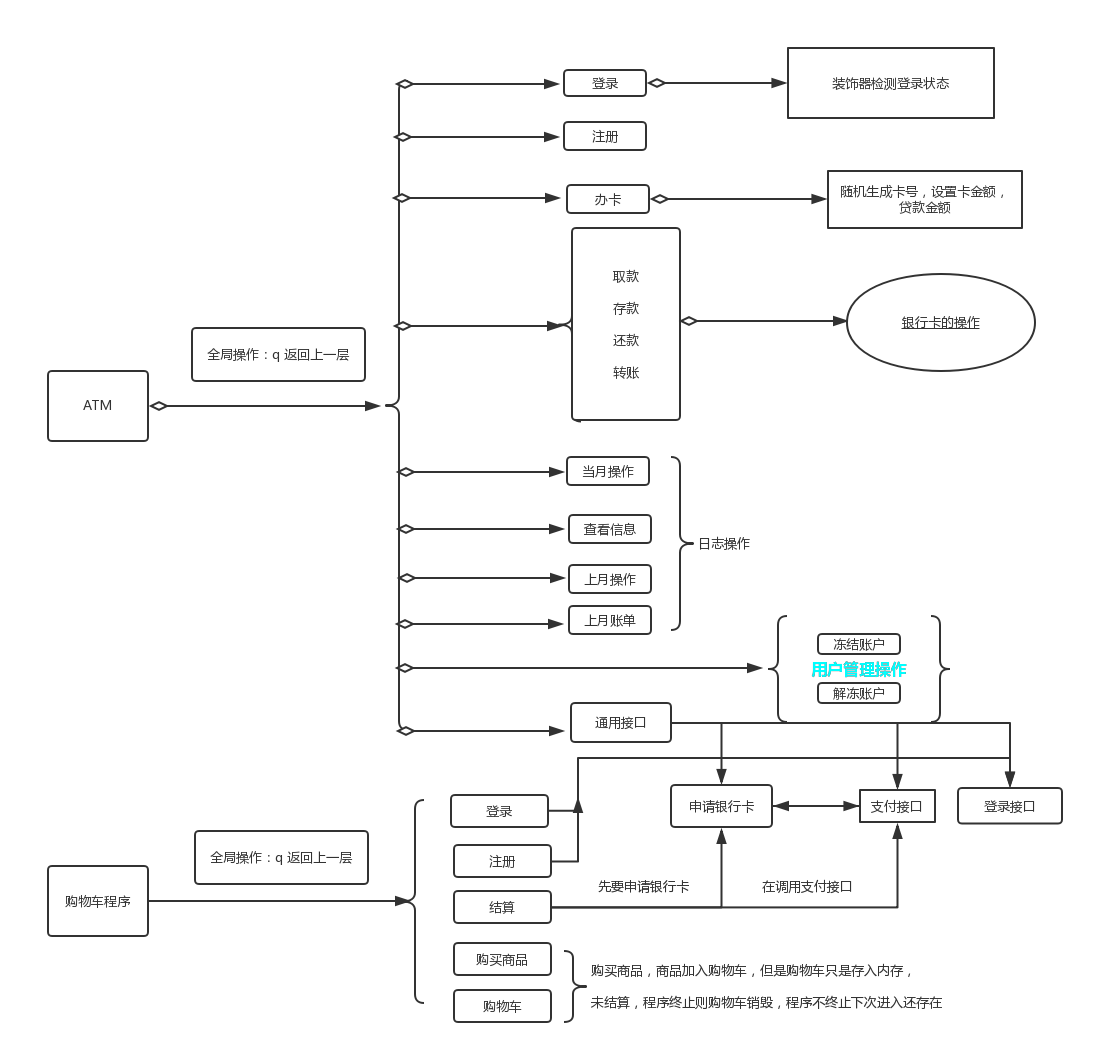 登录
装饰器检测登录状态
注册
办卡
随机生成卡号，设置卡金额，
贷款金额
取款
存款
还款
转账
银行卡的操作
全局操作：q 返回上一层
ATM
当月操作
查看信息
上月操作
上月账单
日志操作
冻结账户
用户管理操作
解冻账户
通用接口
申请银行卡
支付接口
登录接口
登录
全局操作：q 返回上一层
注册
购物车程序
结算
先要申请银行卡
在调用支付接口
购买商品
购物车
购买商品，商品加入购物车，但是购物车只是存入内存，
未结算，程序终止则购物车销毁，程序不终止下次进入还存在